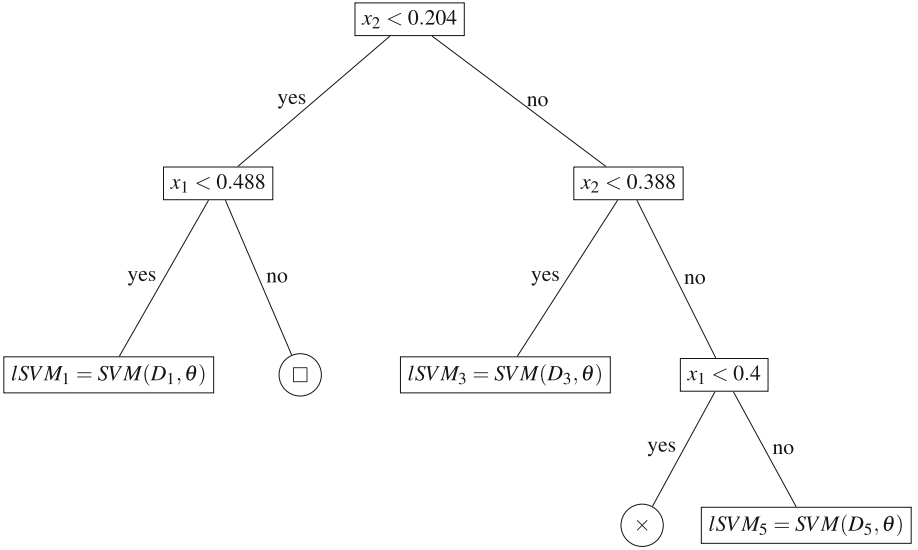 x₂ < 0.204
yes
no
x₁ < 0.488
x₂ < 0.388
yes
no
yes
no
lSVM₁ = SVM(D₁, θ)
□
lSVM₃ = SVM(D₃, θ)
x₁ < 0.4
yes
no
×
lSVM₅ = SVM(D₅, θ)